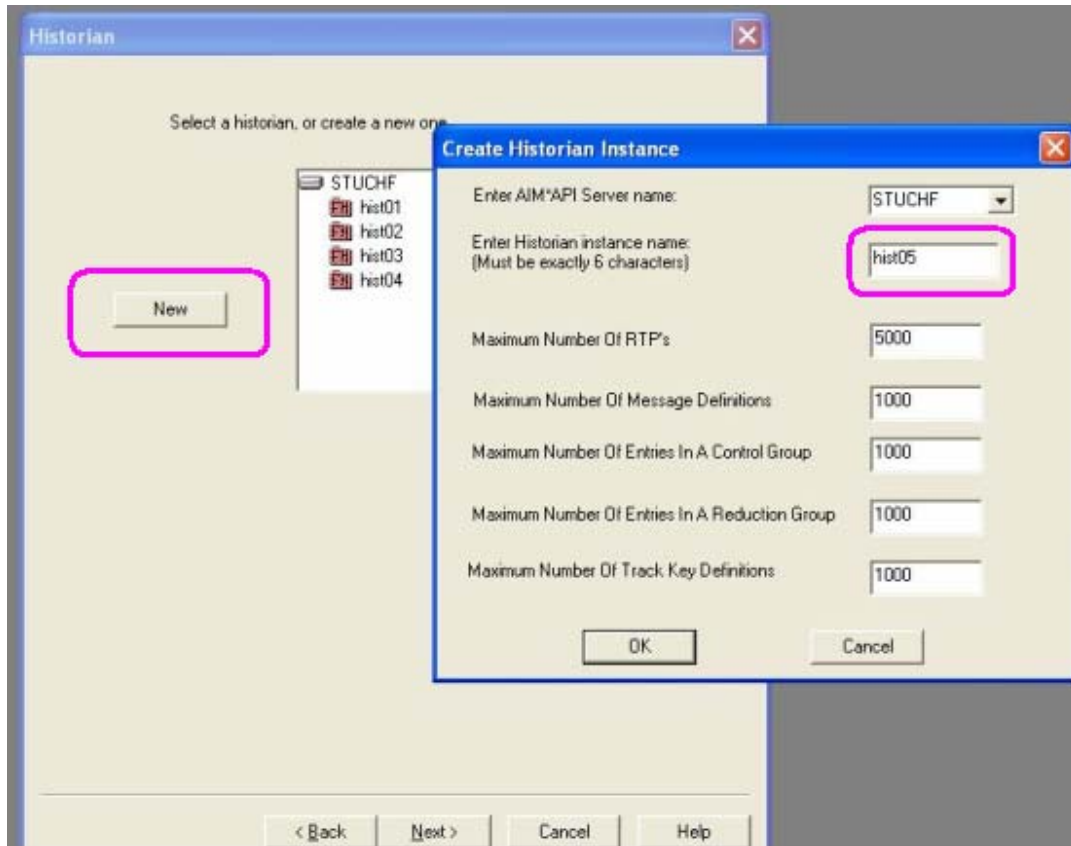 Historian
Select a historian, or create a new one
STUCHF
hist01
hist02
hist03
hist04
New
< Back
Next >
Cancel
Help
Create Historian Instance
Enter AIM*API Server name:
STUCHF
Enter Historian instance name:
(Must be exactly 6 characters)
hist05
Maximum Number Of RTP's
5000
Maximum Number Of Message Definitions
1000
Maximum Number Of Entries In A Control Group
1000
Maximum Number Of Entries In A Reduction Group
1000
Maximum Number Of Track Key Definitions
1000
OK
Cancel